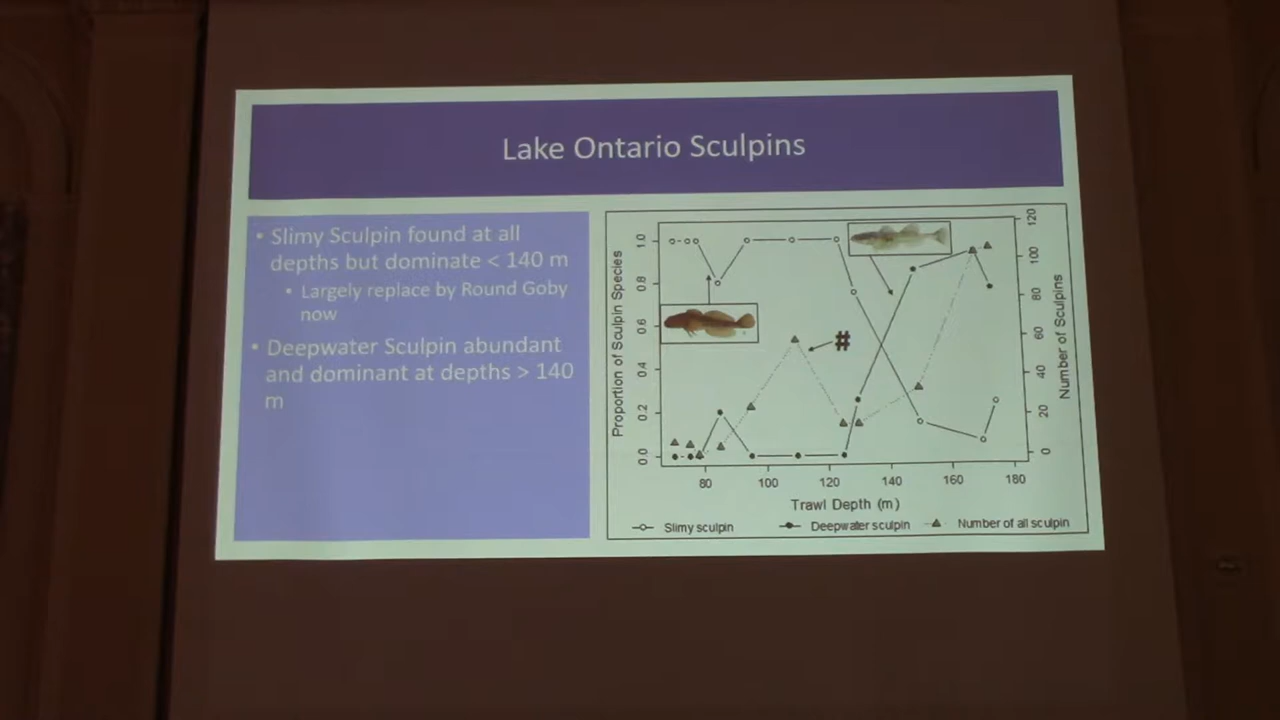 Lake Ontario Sculpins
• Slimy Sculpin found at all
depths but dominate < 140 m
• Largely replace by Round Goby
now
• Deepwater Sculpin abundant
and dominant at depths > 140
m
Proportion of Sculpin Species
1.0
0.8
0.6
0.4
0.2
0.0
#
120
100
80
60
40
20
0
Number of Sculpins
80 100 120 140 160 180
Trawl Depth (m)
Slimy sculpin Deepwater sculpin Number of all sculpin